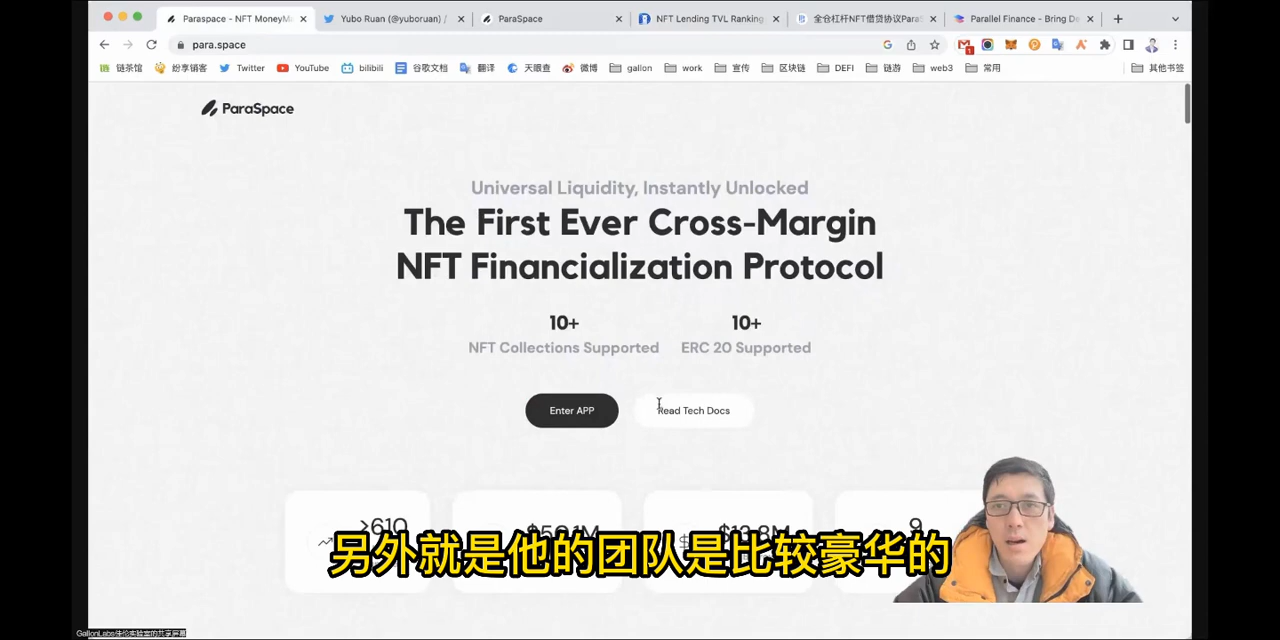 Paraspace - NFT MoneyM
Yubo Ruan (@yuboruan) /
ParaSpace
NFT Lending TVL Ranking,
全仓杠杆NFT借贷协议ParaS
Parallel Finance - Bring De
para.space
链茶馆
纷享销客
Twitter
YouTube
bilibili
谷歌文档
翻译
天眼查
微博
gallon
work
宣传
区块链
DEFI
链游
web3
常用
其他书签
ParaSpace
Universal Liquidity, Instantly Unlocked
The First Ever Cross-Margin
NFT Financialization Protocol
10+
NFT Collections Supported
10+
ERC 20 Supported
Enter APP
Read Tech Docs
>610
9
另外就是他的团队是比较豪华的